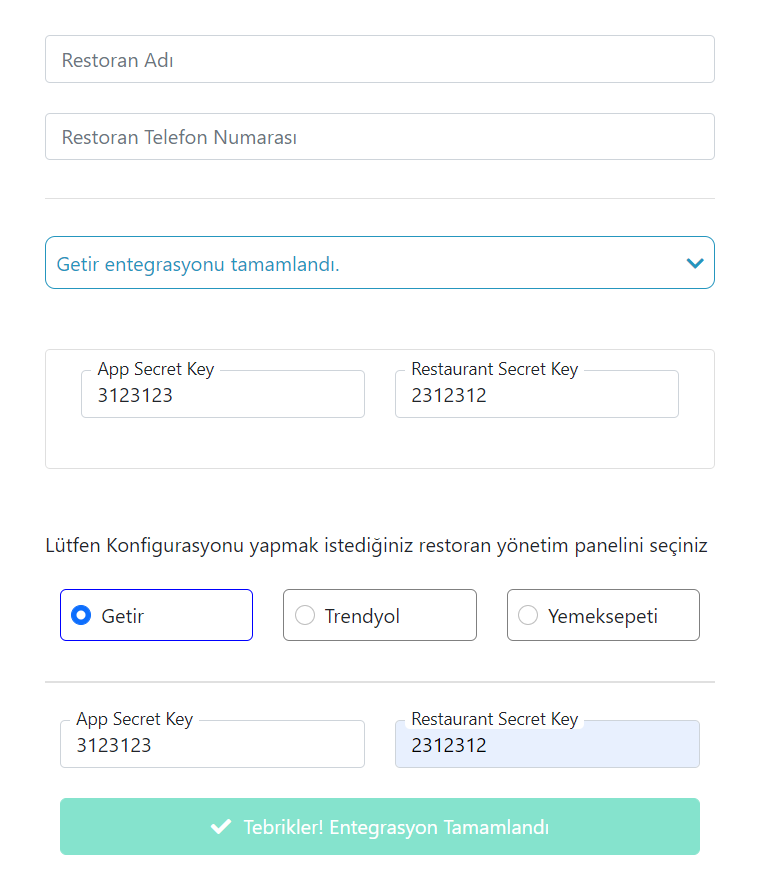 Restoran Adı
Restoran Telefon Numarası
Getir entegrasyonu tamamlandı.
App Secret Key Restaurant Secret Key
3123123 2312312
Lütfen Konfigurasyonu yapmak istediğiniz restoran yönetim panelini seçiniz
Getir Trendyol Yemeksepeti
App Secret Key Restaurant Secret Key
3123123 2312312
Tebrikler! Entegrasyon Tamamlandı